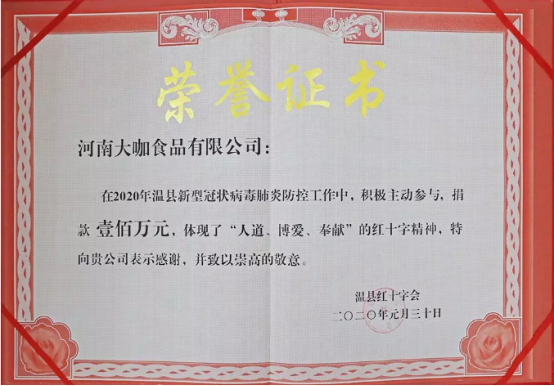 荣誉证书
河南大咖食品有限公司：
在2020年温县新型冠状病毒肺炎防控工作中，积极主动参与，捐
款 壹佰万元，体现了“人道、博爱、奉献”的红十字精神，特
向贵公司表示感谢，并致以崇高的敬意。
温县红十字会
二〇二〇年元月三十日